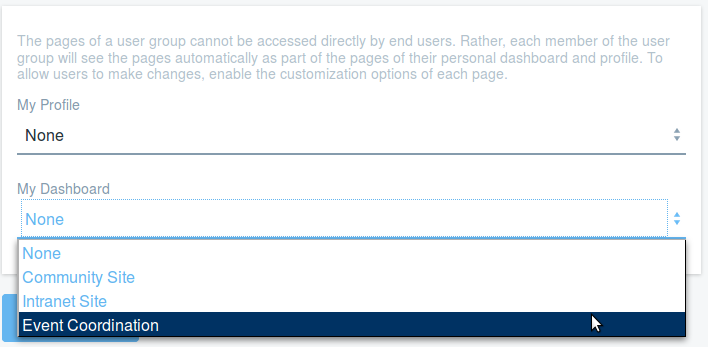 The pages of a user group cannot be accessed directly by end users. Rather, each member of the user
group will see the pages automatically as part of the pages of their personal dashboard and profile. To
allow users to make changes, enable the customization options of each page.
My Profile
None
My Dashboard
None
None
Community Site
Intranet Site
Event Coordination